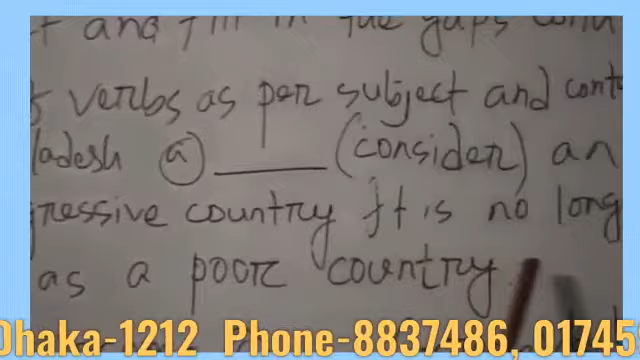 and fill in the gaps
verbs as per subject and cont
ladesh (a) ____ (consider) an
gressive country It is no long
as a poor country
Dhaka-1212 Phone-8837486, 01745